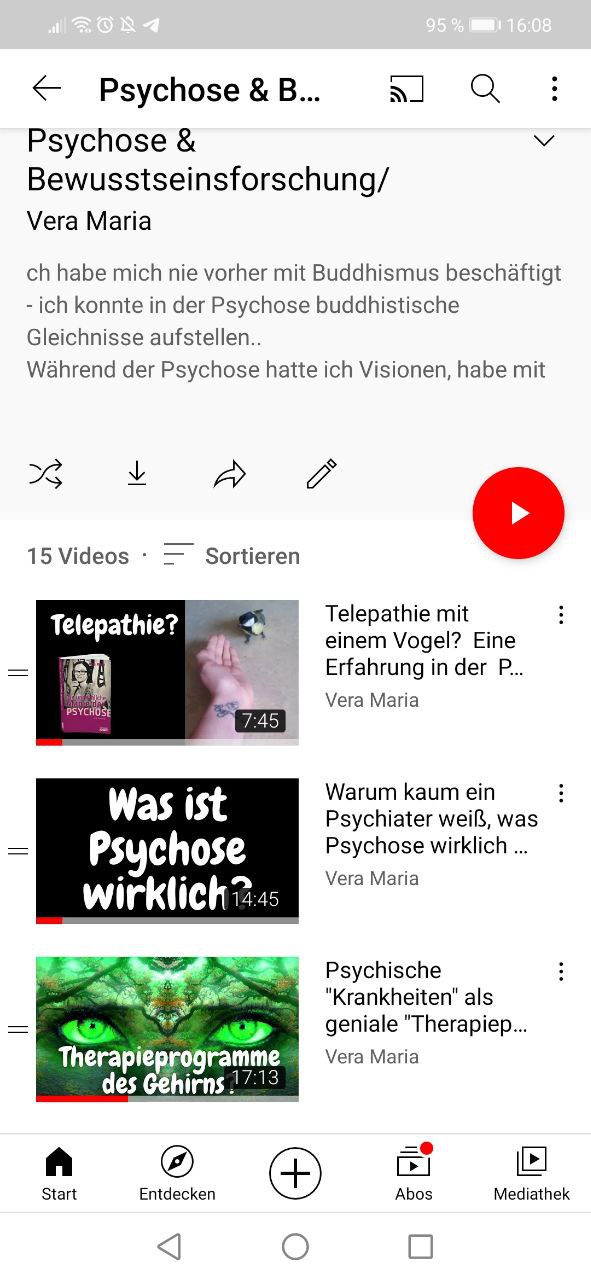 95 % 16:08
Psychose & B...
Psychose &
Bewusstseinsforschung/
Vera Maria
ch habe mich nie vorher mit Buddhismus beschäftigt
- ich konnte in der Psychose buddhistische
Gleichnisse aufstellen..
Während der Psychose hatte ich Visionen, habe mit
15 Videos · Sortieren
Telepathie?
PSYCHOSE
7:45
Telepathie mit
einem Vogel? Eine
Erfahrung in der P...
Vera Maria
Was ist
Psychose
wirklich?
14:45
Warum kaum ein
Psychiater weiß, was
Psychose wirklich ...
Vera Maria
Therapieprogramme
des Gehirns?
17:13
Psychische
"Krankheiten" als
geniale "Therapiep...
Vera Maria
Start
Entdecken
Abos
Mediathek